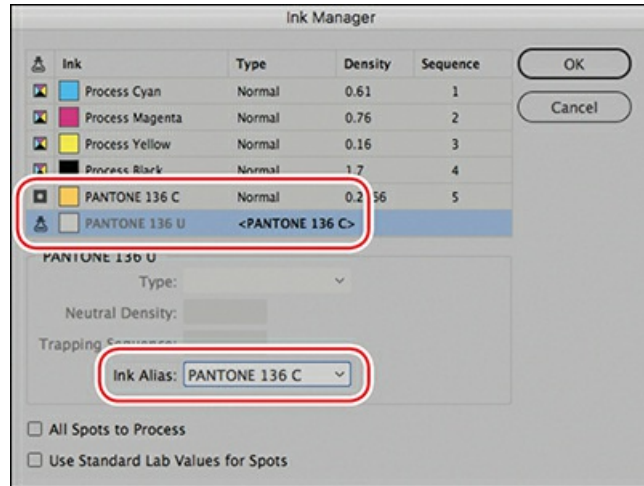 Ink Manager
Ink Type Density Sequence
Process Cyan Normal 0.61 1
Process Magenta Normal 0.76 2
Process Yellow Normal 0.16 3
Process Black Normal 1.7 4
PANTONE 136 C Normal 5
PANTONE 136 U <PANTONE 136 C>
PANTONE 136 U
Type:
Neutral Density:
Trapping Sequence:
Ink Alias: PANTONE 136 C
All Spots to Process
Use Standard Lab Values for Spots
OK
Cancel